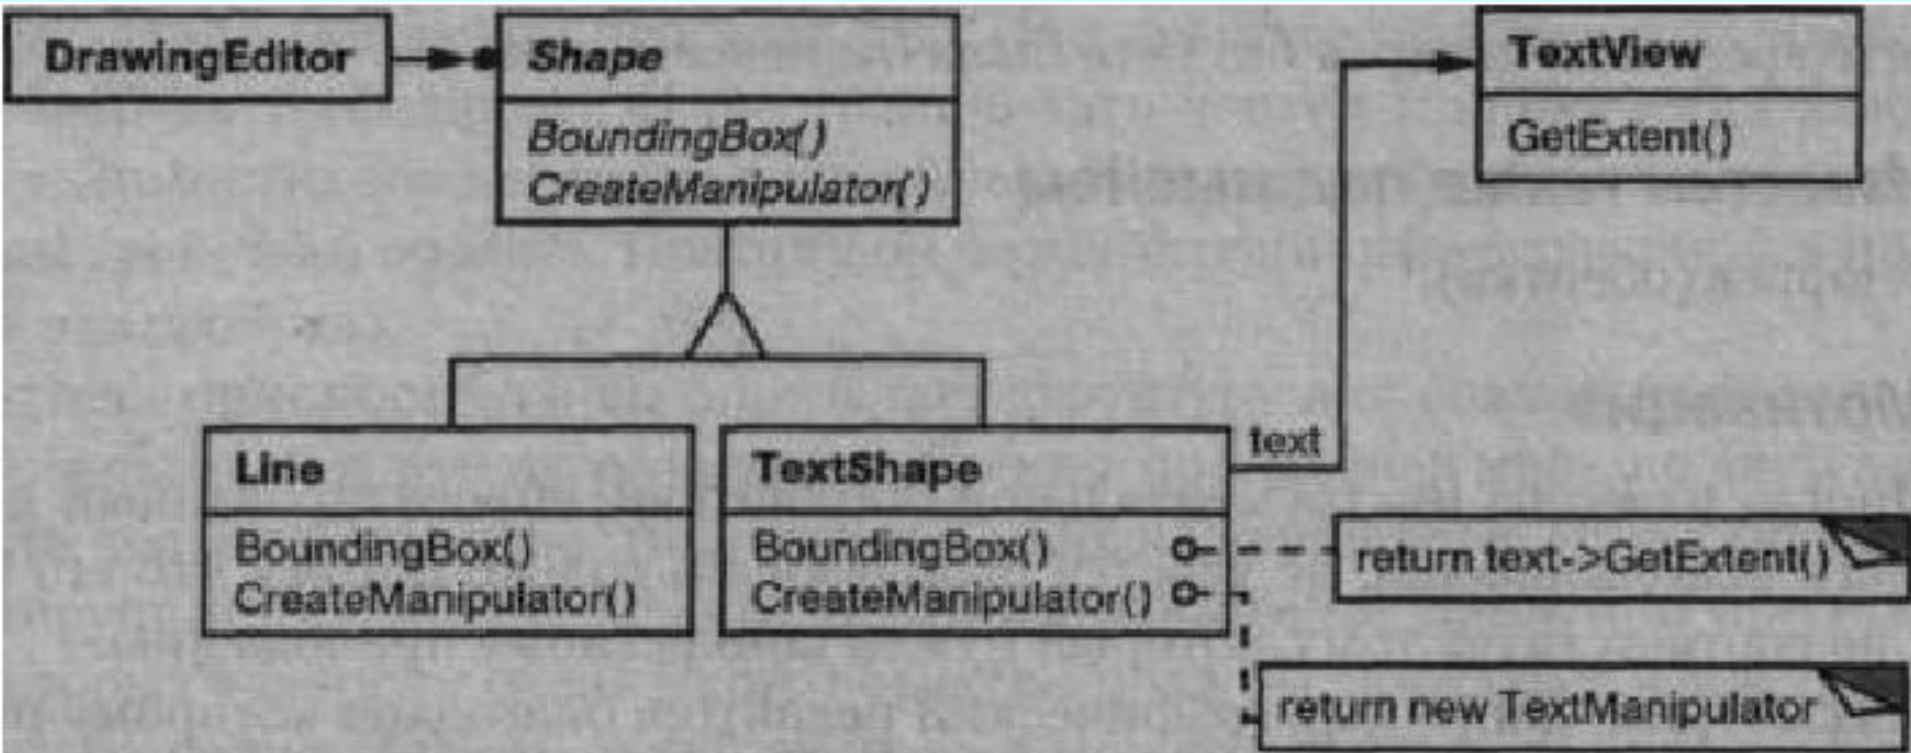 DrawingEditor
Shape
BoundingBox()
CreateManipulator()
TextView
GetExtent()
Line
BoundingBox()
CreateManipulator()
TextShape
BoundingBox()
CreateManipulator()
text
return text->GetExtent()
return new TextManipulator